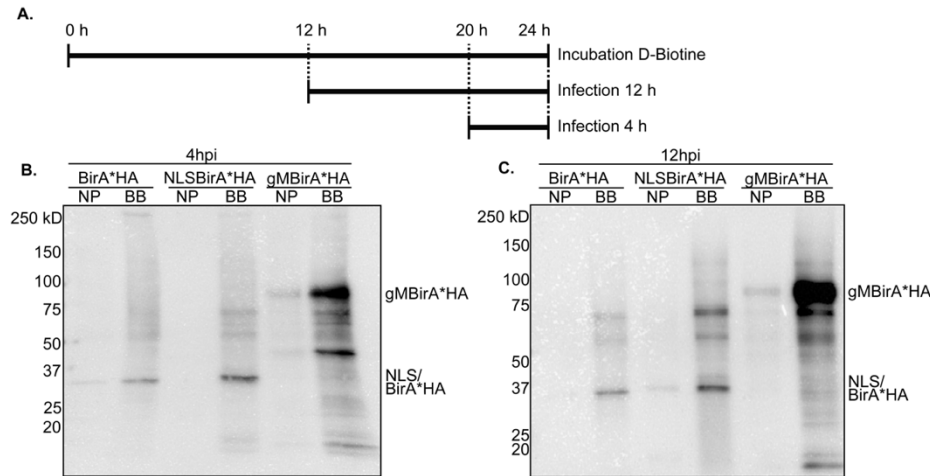 A.
0 h 12 h 20 h 24 h
Incubation D-Biotine
Infection 12 h
Infection 4 h
B.
4hpi
BirA*HA NLSBirA*HA gMBirA*HA
NP BB NP BB NP BB
250 kD
150
100
75
50
37
25
20
gMBirA*HA
NLS/
BirA*HA
C.
12hpi
BirA*HA NLSBirA*HA gMBirA*HA
NP BB NP BB NP BB
250 kD
150
100
75
50
37
25
20
gMBirA*HA
NLS/
BirA*HA